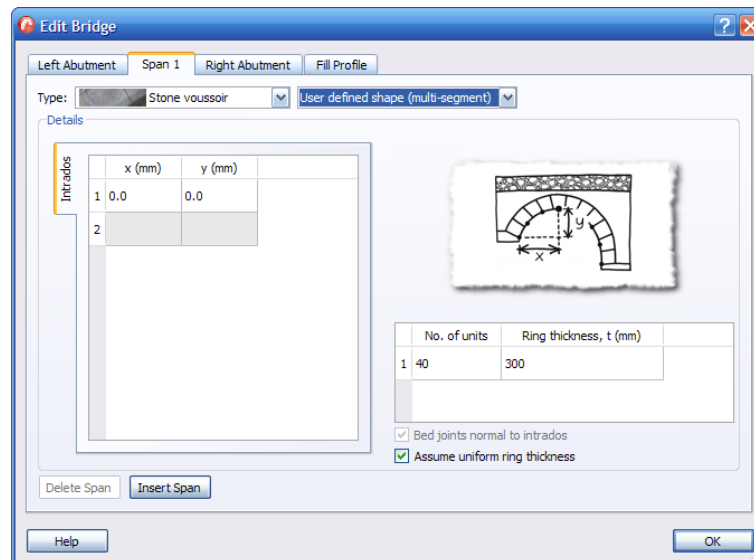 Edit Bridge
Left Abutment Span 1 Right Abutment Fill Profile
Type: Stone voussoir User defined shape (multi-segment)
Details
Intrados
x (mm) y (mm)
1 0.0 0.0
2
y
x
No. of units Ring thickness, t (mm)
1 40 300
Bed joints normal to intrados
Assume uniform ring thickness
Delete Span Insert Span
Help OK